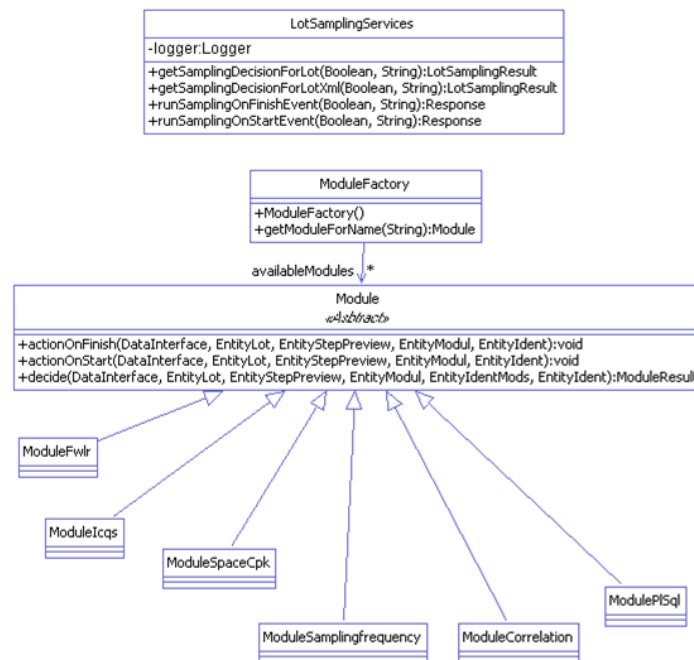 LotSamplingServices
-logger:Logger
+getSamplingDecisionForLot(Boolean, String):LotSamplingResult
+getSamplingDecisionForLotXml(Boolean, String):LotSamplingResult
+runSamplingOnFinishEvent(Boolean, String):Response
+runSamplingOnStartEvent(Boolean, String):Response
ModuleFactory
+ModuleFactory()
+getModuleForName(String):Module
availableModules *
Module
«Asbtract»
+actionOnFinish(DataInterface, EntityLot, EntityStepPreview, EntityModul, EntityIdent):void
+actionOnStart(DataInterface, EntityLot, EntityStepPreview, EntityModul, EntityIdent):void
+decide(DataInterface, EntityLot, EntityStepPreview, EntityModul, EntityIdentMods, EntityIdent):ModuleResult
ModuleFwlr
ModuleIcqs
ModuleSpaceCpk
ModulePlSql
ModuleSamplingfrequency
ModuleCorrelation